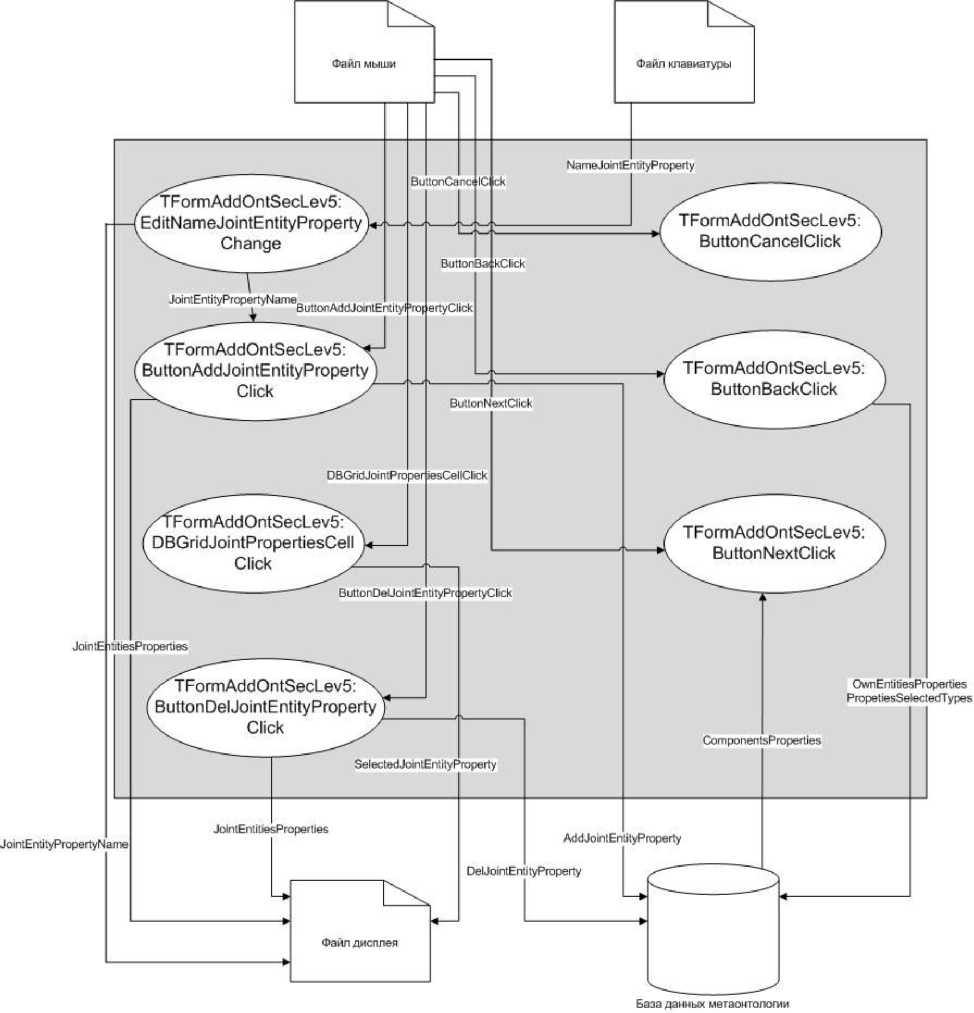 Файл мыши
Файл клавиатуры
NameJointEntityProperty
ButtonCancelClick
TFormAddOntSecLev5:
EditNameJointEntityProperty
Change
TFormAddOntSecLev5:
ButtonCancelClick
ButtonBackClick
JointEntityPropertyName
ButtonAddJointEntityPropertyClick
TFormAddOntSecLev5:
ButtonAddJointEntityProperty
Click
TFormAddOntSecLev5:
ButtonBackClick
ButtonNextClick
DBGridJointPropertiesCellClick
TFormAddOntSecLev5:
DBGridJointPropertiesCell
Click
TFormAddOntSecLev5:
ButtonNextClick
ButtonDelJointEntityPropertyClick
JointEntitiesProperties
TFormAddOntSecLev5:
ButtonDelJointEntityProperty
Click
OwnEntitiesProperties
PropetiesSelectedTypes
ComponentsProperties
SelectedJointEntityProperty
JointEntitiesProperties
JointEntityPropertyName
AddJointEntityProperty
DelJointEntityProperty
Файл дисплея
База данных метаонтологии